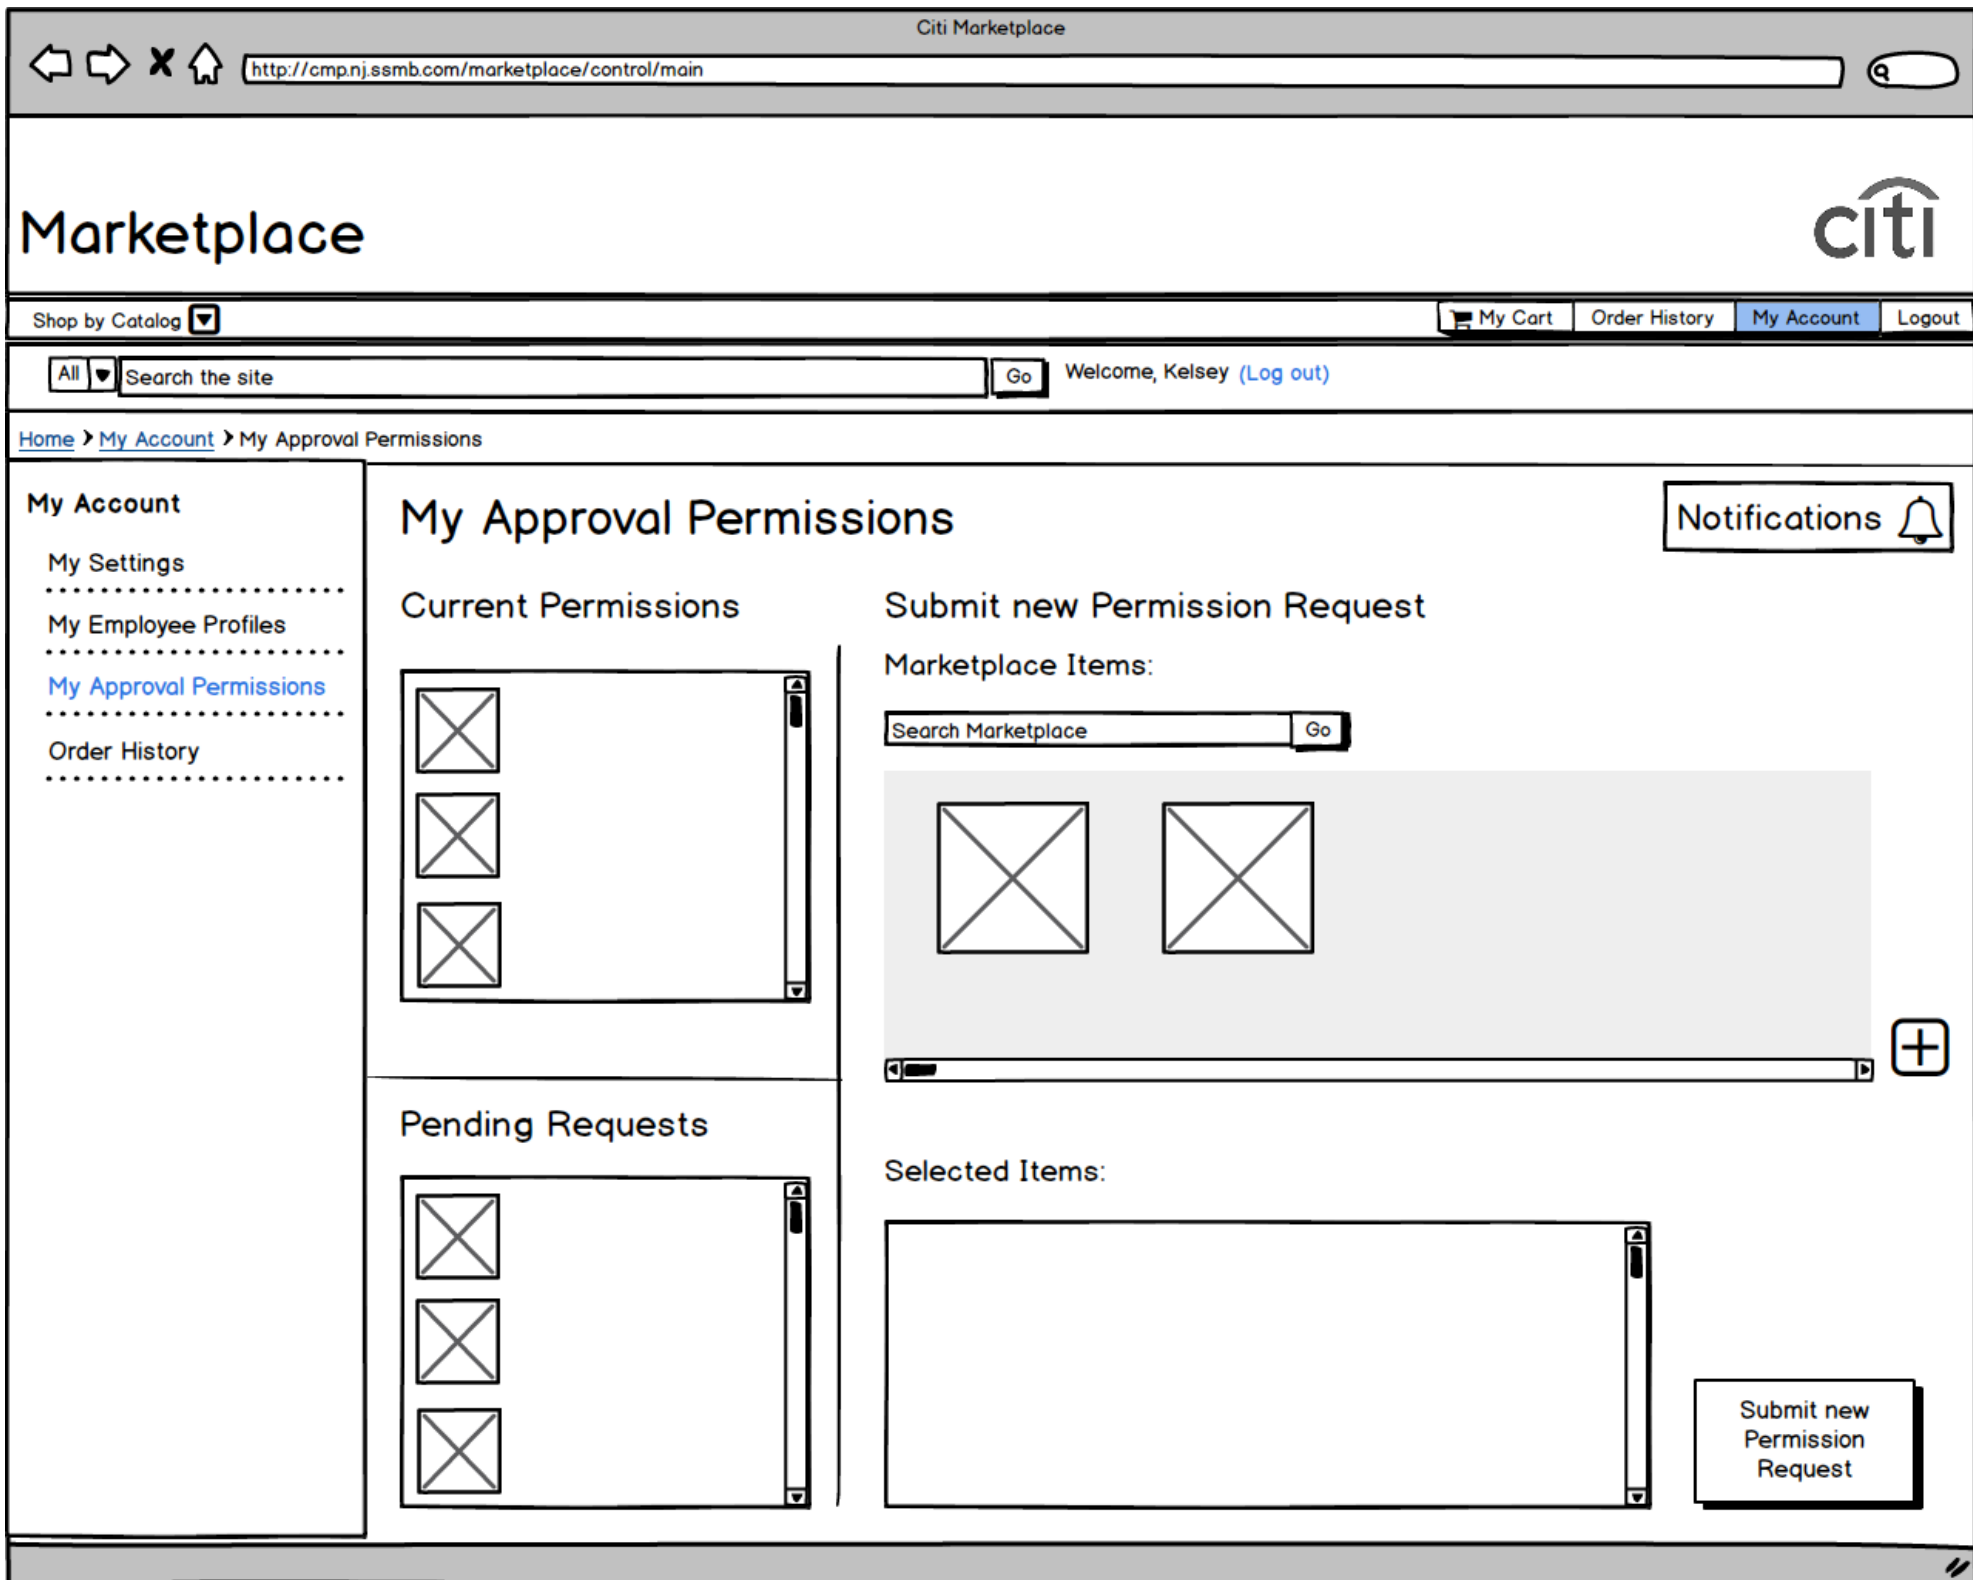 Citi Marketplace
http://cmp.nj.ssmb.com/marketplace/control/main
Marketplace
citi
Shop by Catalog
My Cart
Order History
My Account
Logout
All
Search the site
Go
Welcome, Kelsey (Log out)
Home > My Account > My Approval Permissions
My Account
My Settings
My Employee Profiles
My Approval Permissions
Order History
My Approval Permissions
Notifications
Current Permissions
Pending Requests
Submit new Permission Request
Marketplace Items:
Search Marketplace
Go
Selected Items:
Submit new
Permission
Request